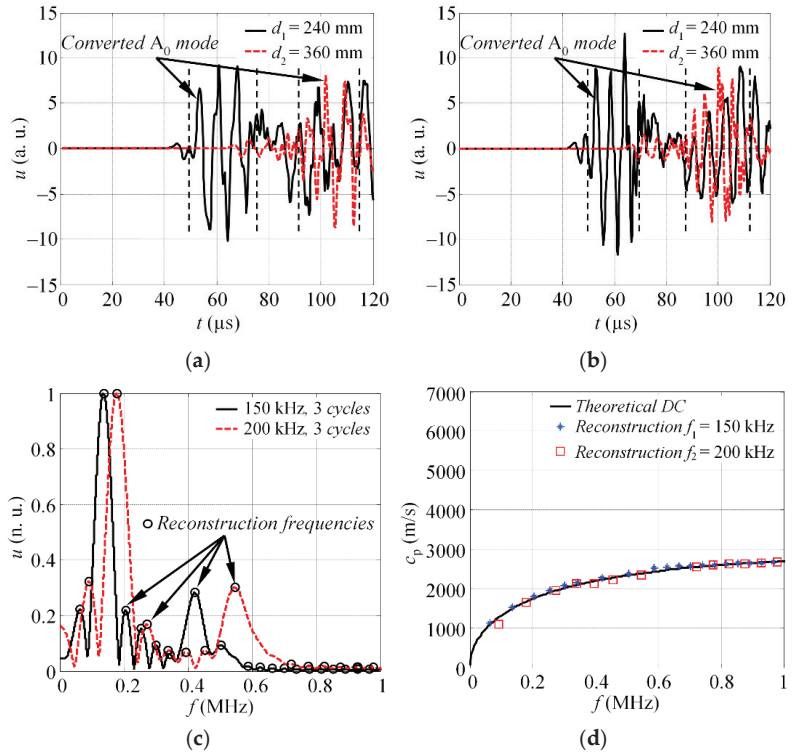 d₁ = 240 mm
d₂ = 360 mm
Converted A₀ mode
15
10
5
0
−5
−10
−15
u (a. u.)
0 20 40 60 80 100 120
t (μs)
(a)
d₁ = 240 mm
d₂ = 360 mm
Converted A₀ mode
15
10
5
0
−5
−10
−15
u (a. u.)
0 20 40 60 80 100 120
t (μs)
(b)
150 kHz, 3 cycles
200 kHz, 3 cycles
Reconstruction frequencies
1
0.8
0.6
0.4
0.2
0
u (n. u.)
0 0.2 0.4 0.6 0.8 1
f (MHz)
(c)
Theoretical DC
Reconstruction f₁ = 150 kHz
Reconstruction f₂ = 200 kHz
7000
6000
5000
4000
3000
2000
1000
0
cₚ (m/s)
0 0.2 0.4 0.6 0.8 1
f (MHz)
(d)